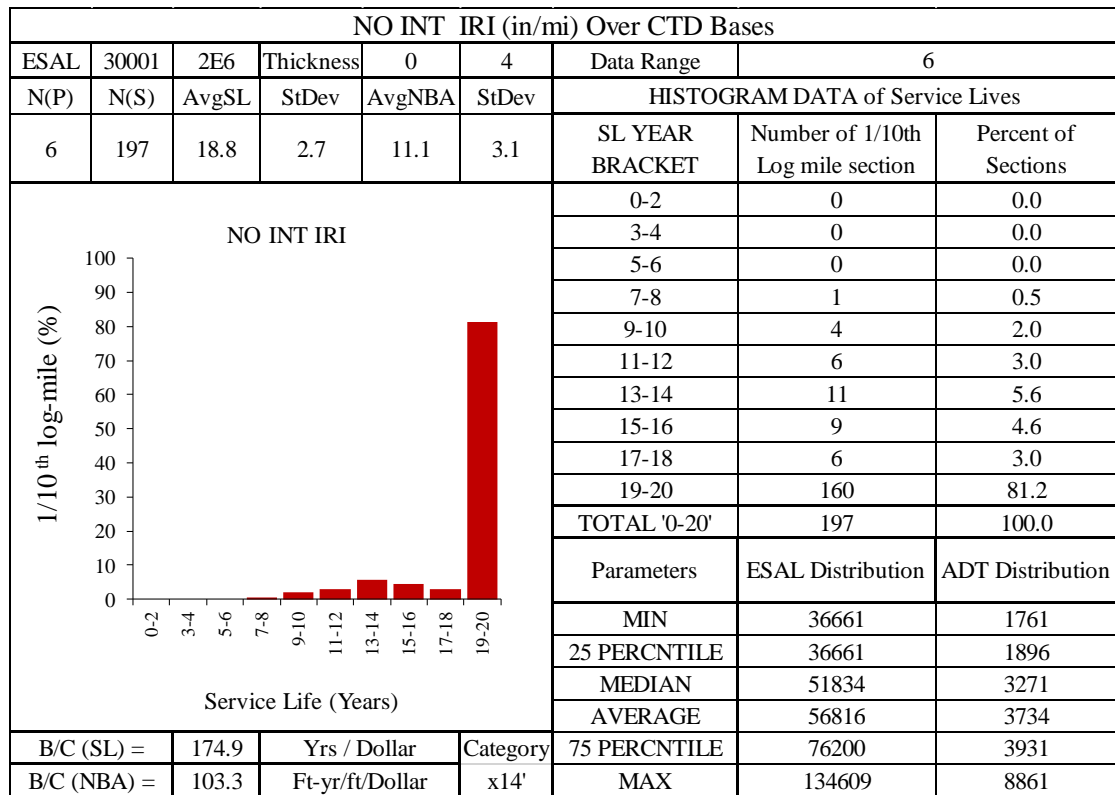 NO INT IRI (in/mi) Over CTD Bases
ESAL 30001 2E6 Thickness 0 4 Data Range 6
N(P) N(S) AvgSL StDev AvgNBA StDev HISTOGRAM DATA of Service Lives
6 197 18.8 2.7 11.1 3.1
SL YEAR BRACKET Number of 1/10th Log mile section Percent of Sections
0-2 0 0.0
3-4 0 0.0
5-6 0 0.0
7-8 1 0.5
9-10 4 2.0
11-12 6 3.0
13-14 11 5.6
15-16 9 4.6
17-18 6 3.0
19-20 160 81.2
TOTAL '0-20' 197 100.0
NO INT IRI
1/10 th log-mile (%)
100
90
80
70
60
50
40
30
20
10
0
0-2 3-4 5-6 7-8 9-10 11-12 13-14 15-16 17-18 19-20
Service Life (Years)
Parameters ESAL Distribution ADT Distribution
MIN 36661 1761
25 PERCNTILE 36661 1896
MEDIAN 51834 3271
AVERAGE 56816 3734
75 PERCNTILE 76200 3931
MAX 134609 8861
B/C (SL) = 174.9 Yrs / Dollar Category
B/C (NBA) = 103.3 Ft-yr/ft/Dollar x14'